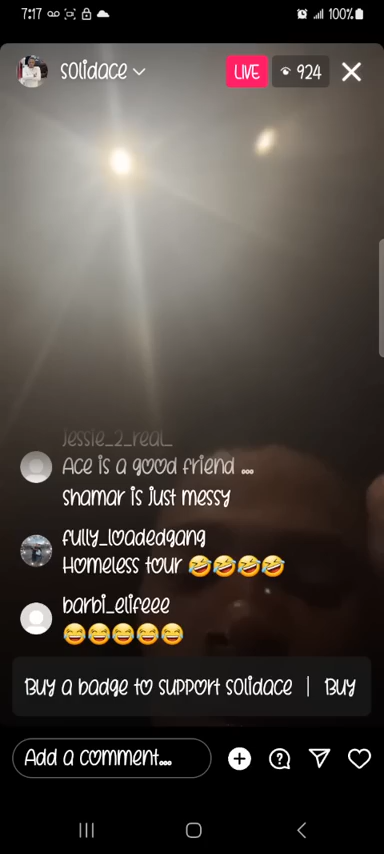 7:17 100%
solidace LIVE 924
Jessie_2_real_
Ace is a good friend ...
shamar is just messy
fully_loadedgang
Homeless tour 🤣🤣🤣🤣
barbi_elifeee
😂😂😂😂😂
Buy a badge to support solidace | Buy
Add a comment...